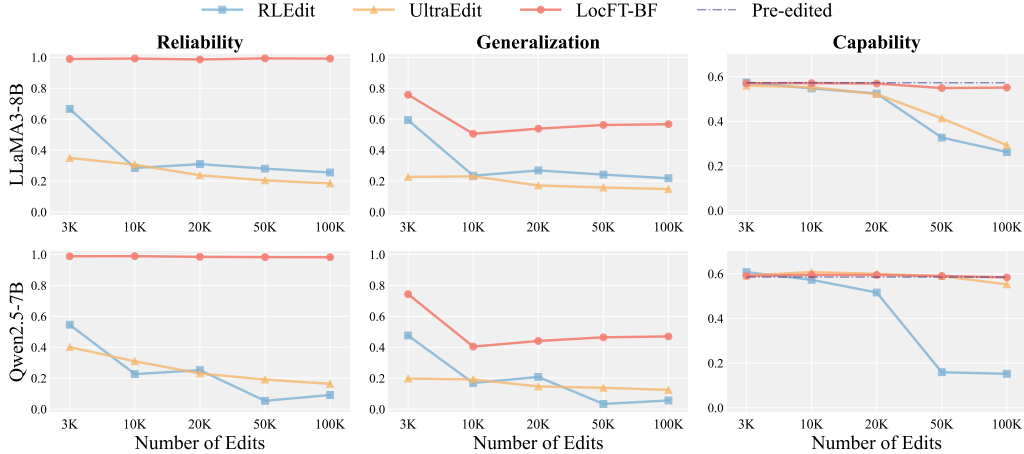 RLEdit UltraEdit LocFT-BF Pre-edited
Reliability Generalization Capability
LLaMA3-8B
1.0
0.8
0.6
0.4
0.2
0.0
3K 10K 20K 50K 100K
1.0
0.8
0.6
0.4
0.2
0.0
3K 10K 20K 50K 100K
0.6
0.4
0.2
0.0
3K 10K 20K 50K 100K
Qwen2.5-7B
1.0
0.8
0.6
0.4
0.2
0.0
3K 10K 20K 50K 100K
1.0
0.8
0.6
0.4
0.2
0.0
3K 10K 20K 50K 100K
0.6
0.4
0.2
0.0
3K 10K 20K 50K 100K
Number of Edits Number of Edits Number of Edits